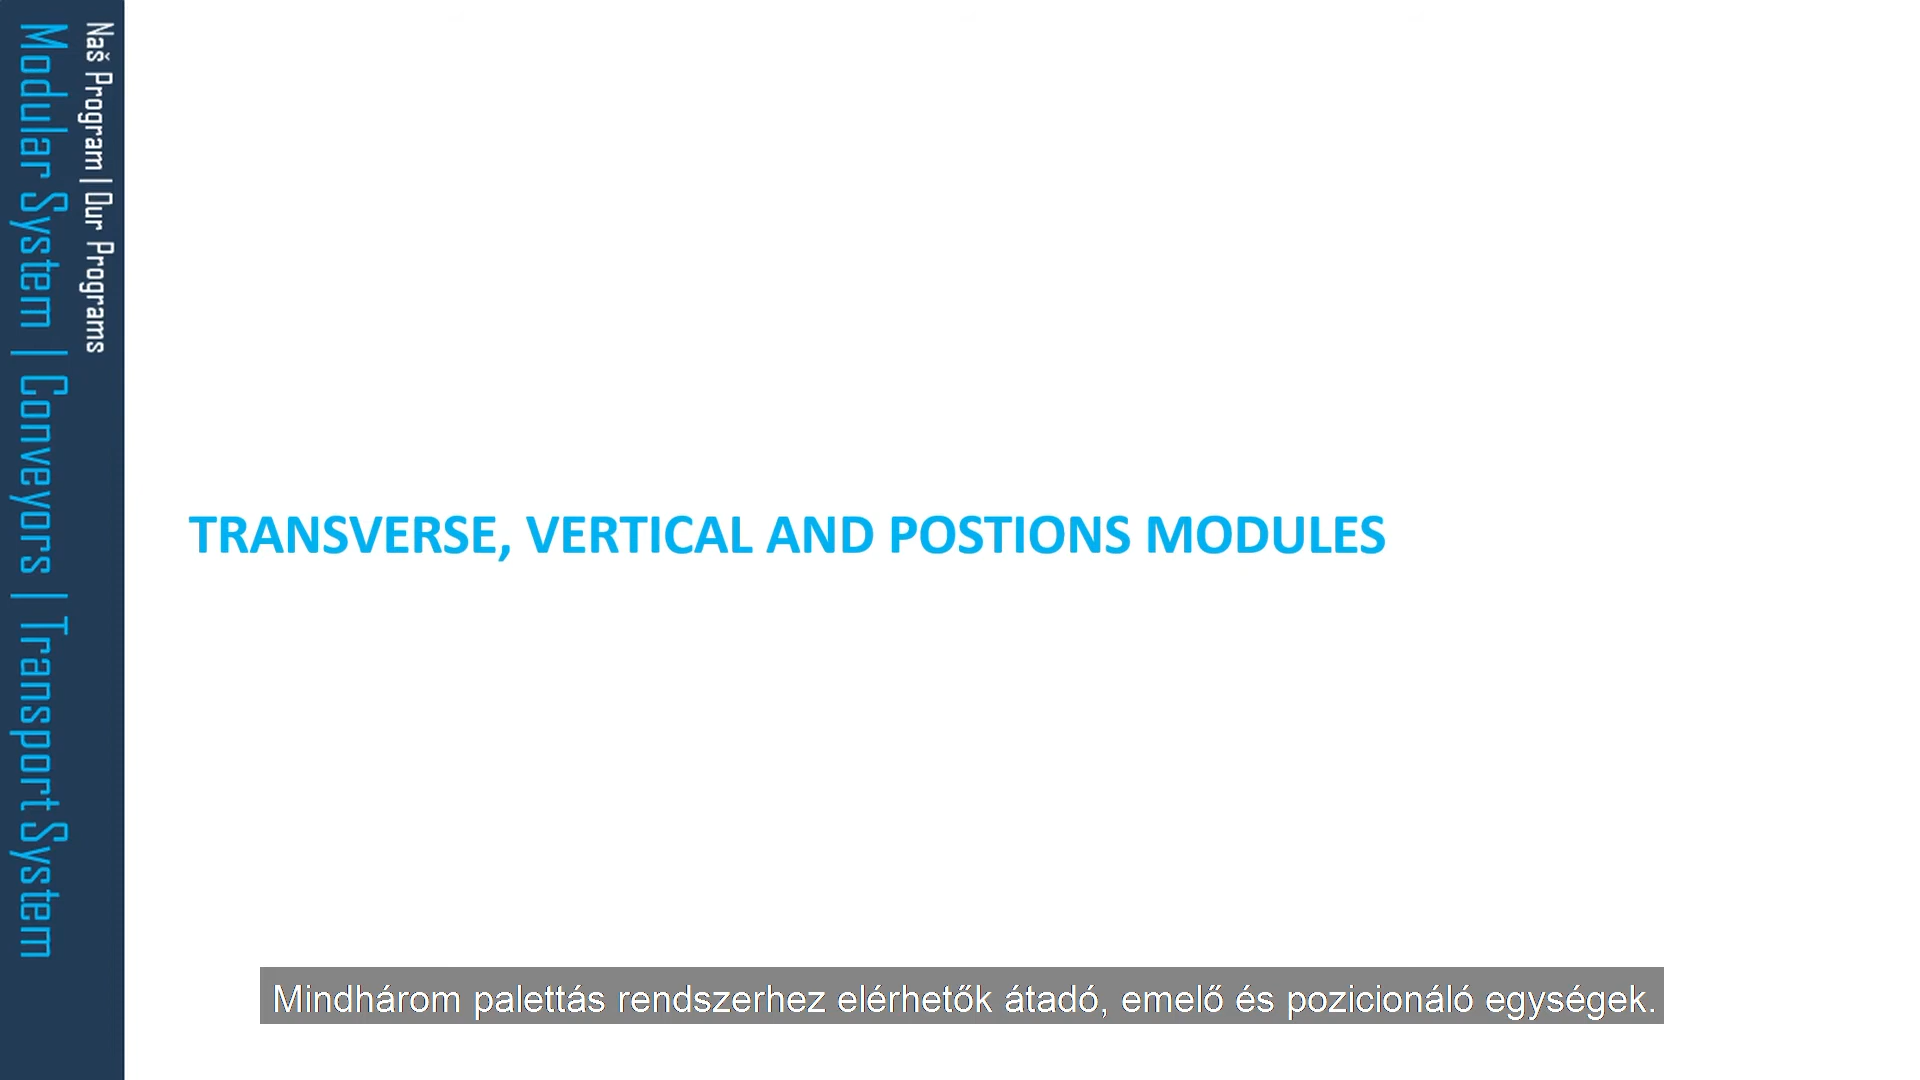 Naš Program | Our Programs
Modular System | Conveyors | Transport System
TRANSVERSE, VERTICAL AND POSTIONS MODULES
Mindhárom palettás rendszerhez elérhetők átadó, emelő és pozicionáló egységek.